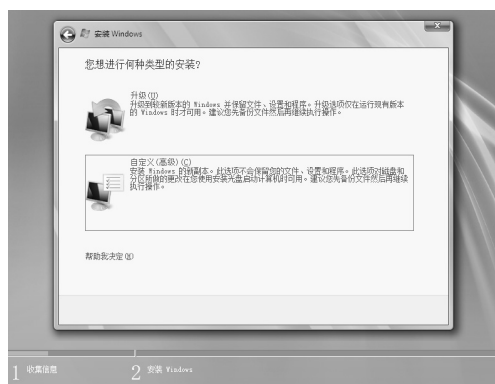 安装 Windows
您想进行何种类型的安装?
升级(U)
升级到较新版本的 Windows 并保留文件、设置和程序。升级选项仅在运行现有版本
的 Windows 时才可用。建议您先备份文件然后再继续执行操作。
自定义(高级)(C)
安装 Windows 的新副本。此选项不会保留您的文件、设置和程序。此选项对磁盘和
分区所做的更改在您使用安装光盘启动计算机时可用。建议您先备份文件然后再继续
执行操作。
帮助我决定(H)
1 收集信息
2 安装 Windows